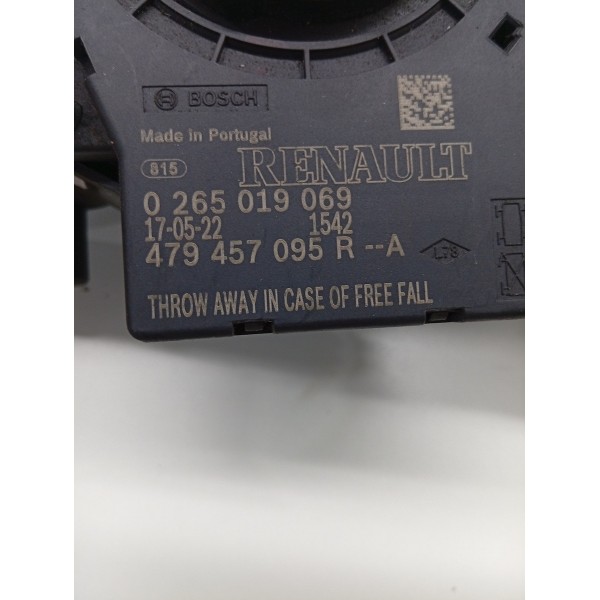 BOSCH
Made in Portugal
815
RENAULT
0 265 019 069
17-05-22 1542
479 457 095 R --A
L78
THROW AWAY IN CASE OF FREE FALL